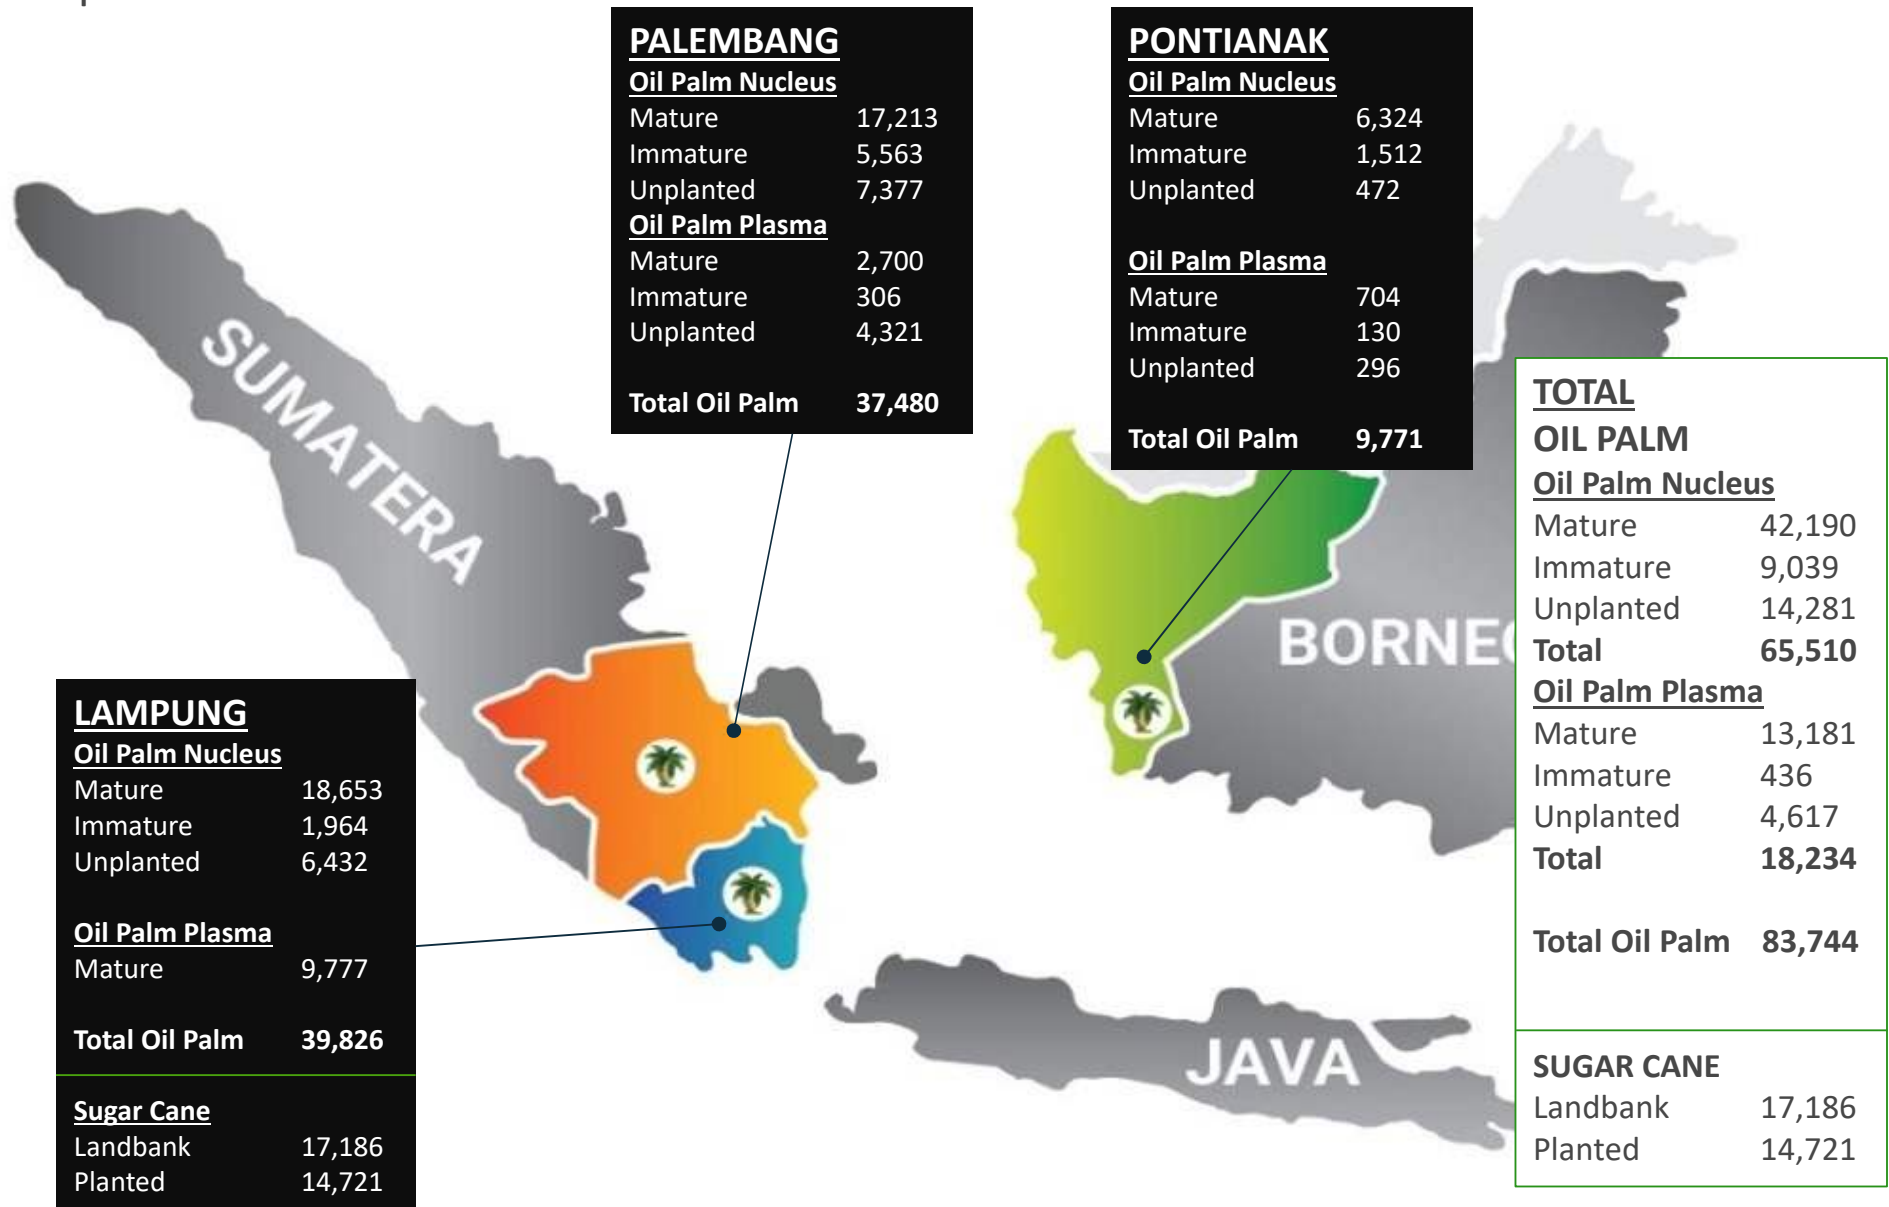 PALEMBANG
Oil Palm Nucleus
Mature 17,213
Immature 5,563
Unplanted 7,377
Oil Palm Plasma
Mature 2,700
Immature 306
Unplanted 4,321
Total Oil Palm 37,480
PONTIANAK
Oil Palm Nucleus
Mature 6,324
Immature 1,512
Unplanted 472
Oil Palm Plasma
Mature 704
Immature 130
Unplanted 296
Total Oil Palm 9,771
SUMATERA
BORNEO
JAVA
LAMPUNG
Oil Palm Nucleus
Mature 18,653
Immature 1,964
Unplanted 6,432
Oil Palm Plasma
Mature 9,777
Total Oil Palm 39,826
Sugar Cane
Landbank 17,186
Planted 14,721
TOTAL
OIL PALM
Oil Palm Nucleus
Mature 42,190
Immature 9,039
Unplanted 14,281
Total 65,510
Oil Palm Plasma
Mature 13,181
Immature 436
Unplanted 4,617
Total 18,234
Total Oil Palm 83,744
SUGAR CANE
Landbank 17,186
Planted 14,721